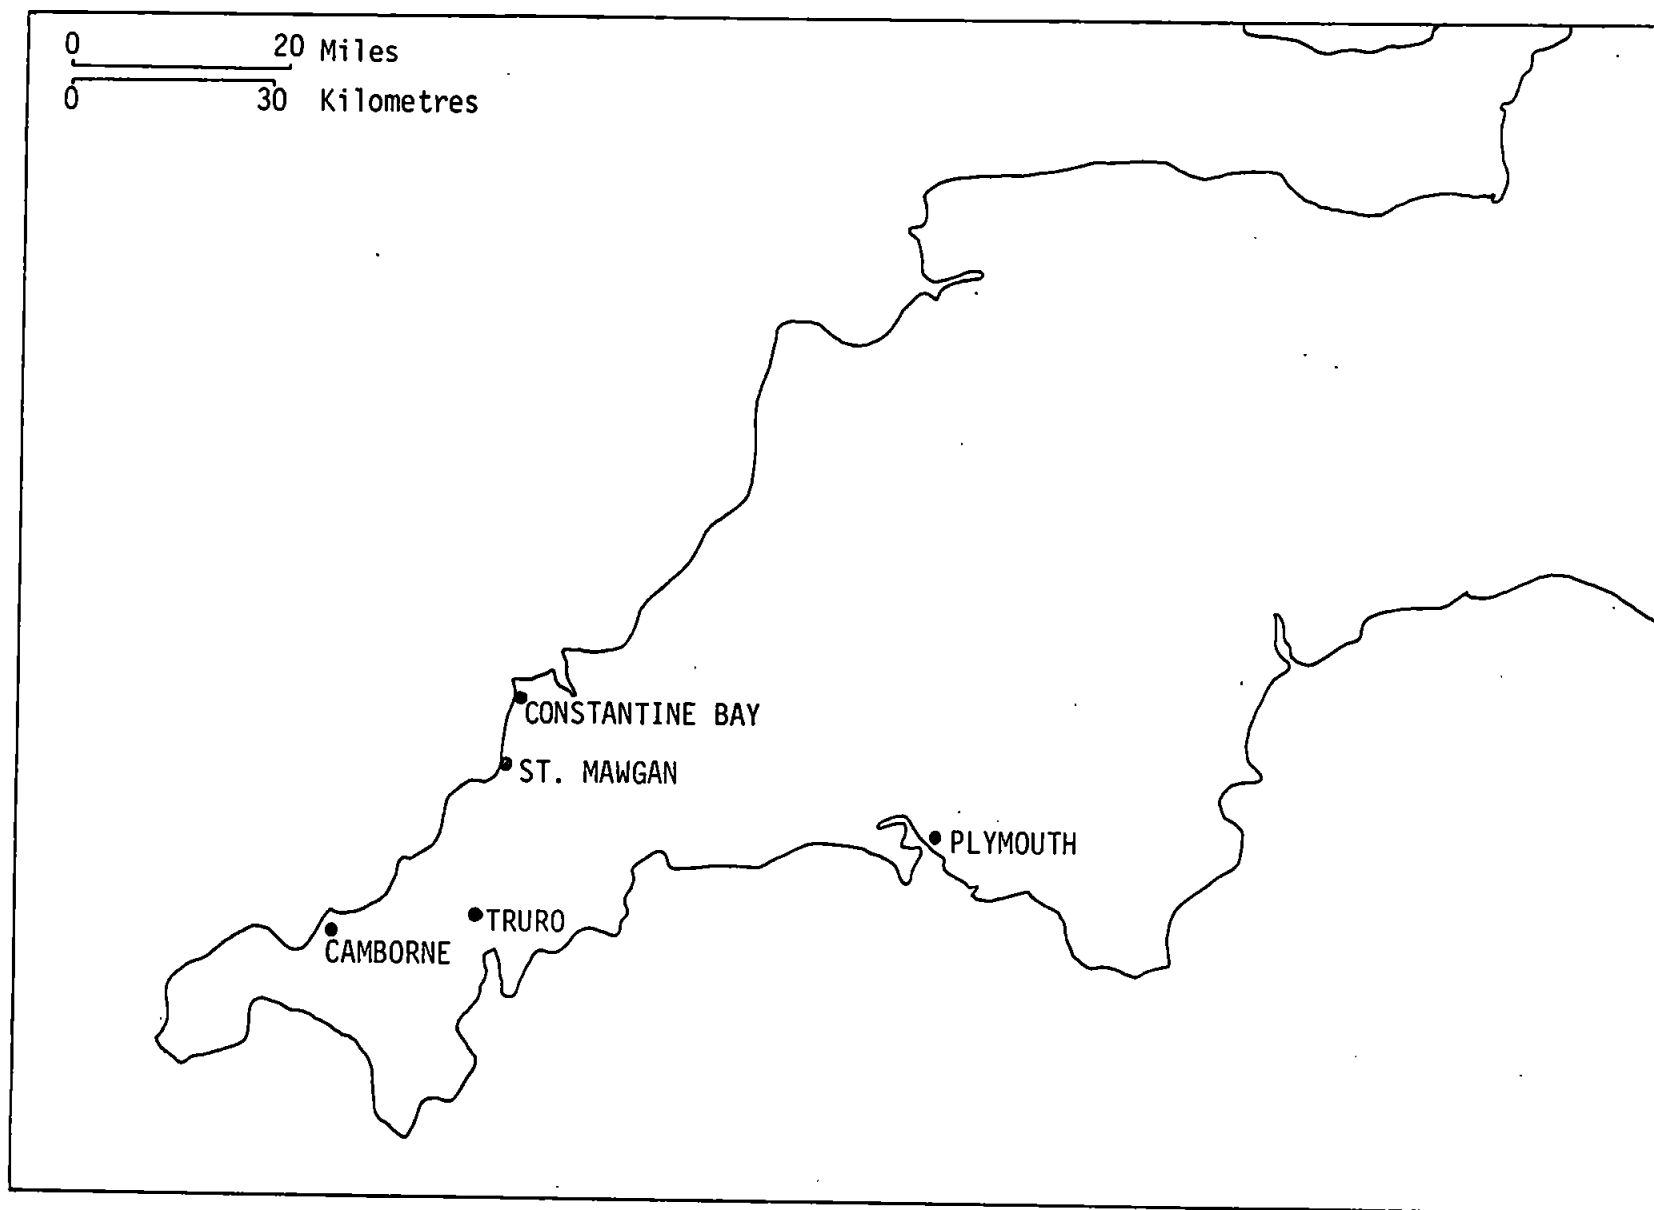 0 20 Miles
0 30 Kilometres
CONSTANTINE BAY
ST. MAWGAN
PLYMOUTH
TRURO
CAMBORNE